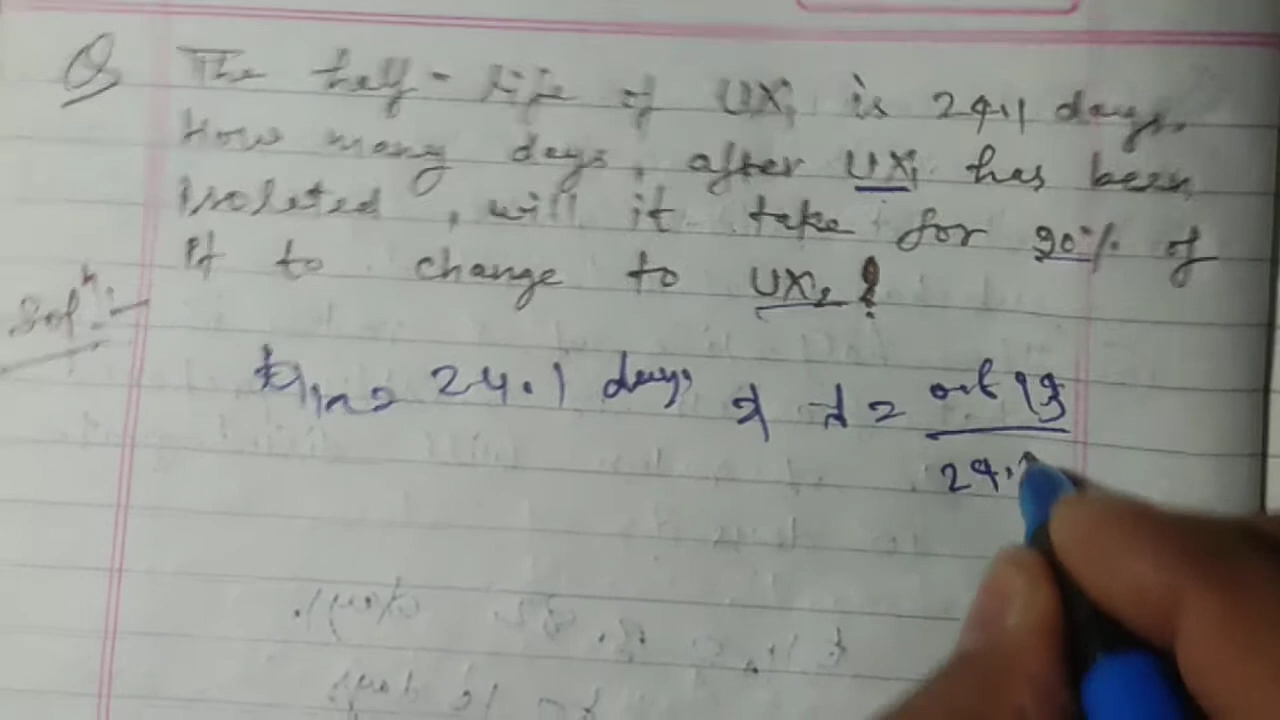 Q The half-life of UX₁ is 24.1 days.
How many days, after UX₁ has been
isolated, will it take for 90% of
it to change to UX₂?
Solⁿ:-
t1/2 = 24.1 days ⇒ λ = 0.693
24.1